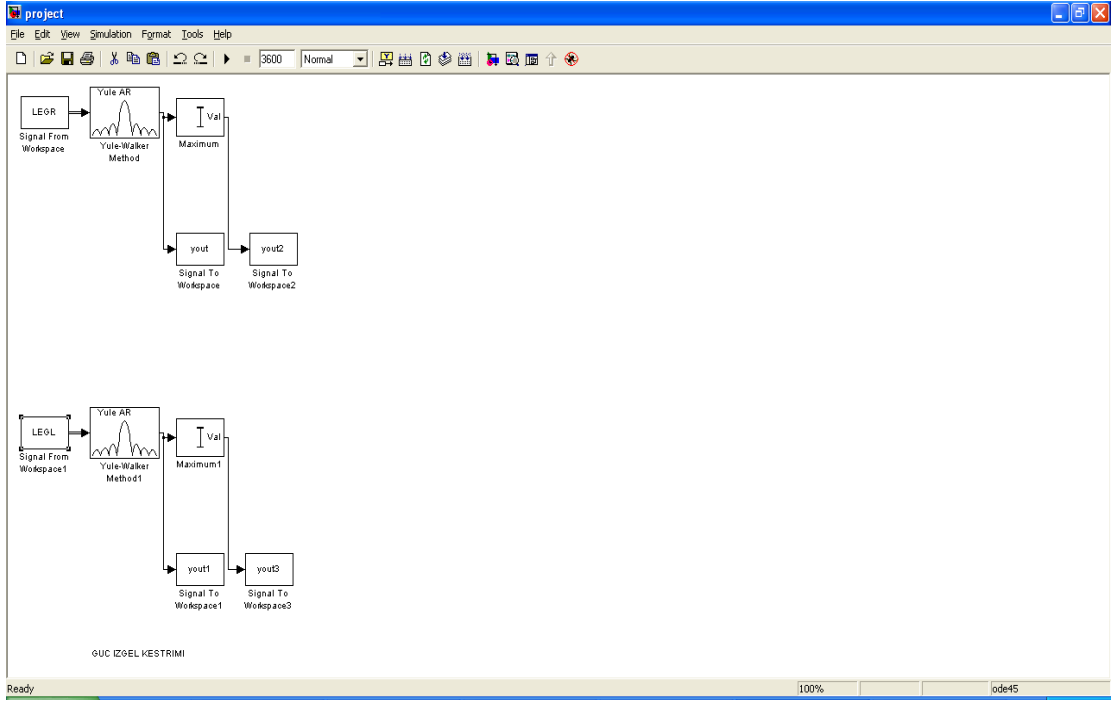 project
File Edit View Simulation Format Tools Help
3600 Normal
LEGR
Signal From
Workspace
Yule AR
Yule-Walker
Method
Val
Maximum
yout
Signal To
Workspace
yout2
Signal To
Workspace2
LEGL
Signal From
Workspace1
Yule AR
Yule-Walker
Method1
Val
Maximum1
yout1
Signal To
Workspace1
yout3
Signal To
Workspace3
GUC IZGEL KESTRIMI
Ready 100% ode45